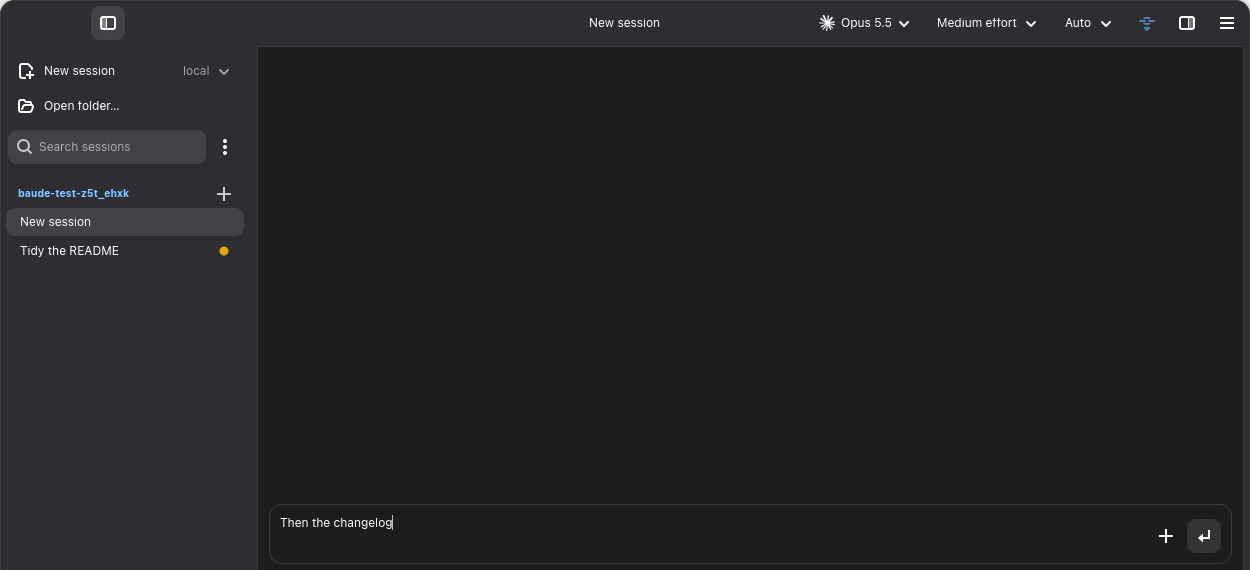 New session
Opus 5.5
Medium effort
Auto
New session
local
Open folder...
Search sessions
baude-test-z5t_ehxk
New session
Tidy the README
Then the changelog